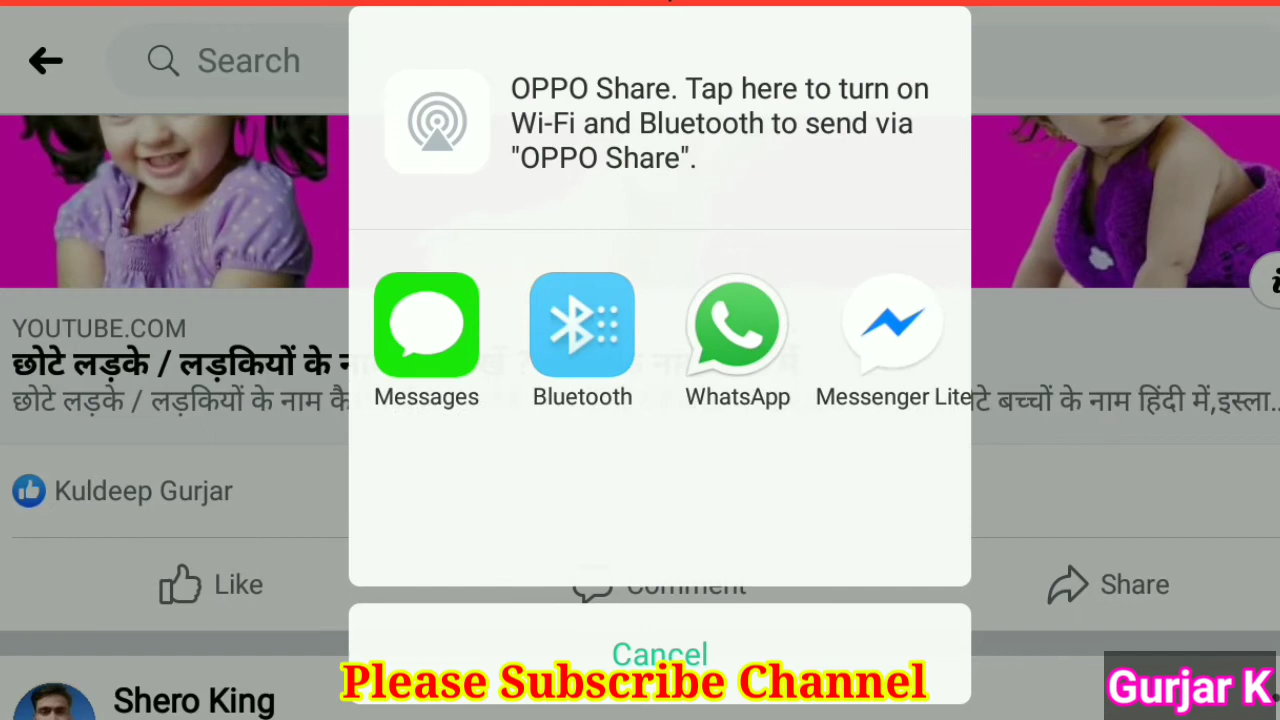 Search
OPPO Share. Tap here to turn on
Wi-Fi and Bluetooth to send via
"OPPO Share".
Messages
Bluetooth
WhatsApp
Messenger Lite
YOUTUBE.COM
छोटे लड़के / लड़कियों के
छोटे लड़के / लड़कियों के नाम
बच्चों के नाम हिंदी में,इस्ला...
Kuldeep Gurjar
Like
Comment
Share
Cancel
Please Subscribe Channel
Shero King
Gurjar K